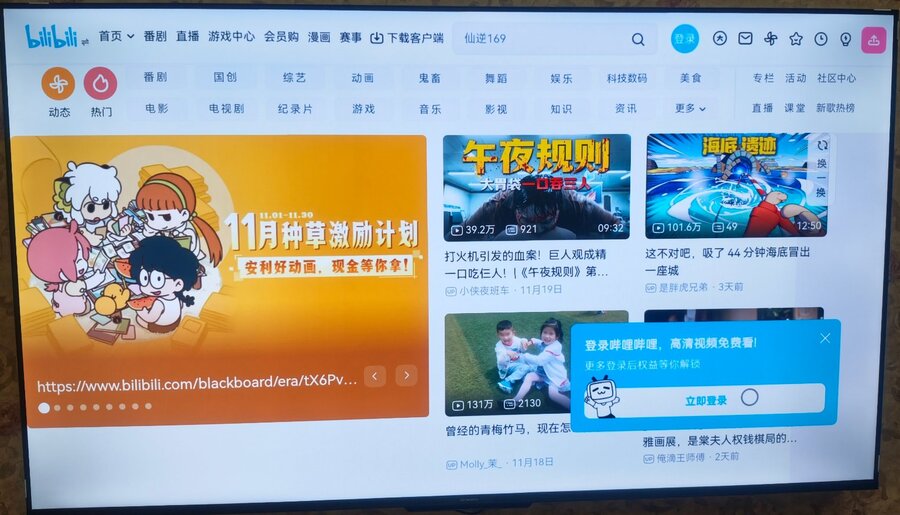 bilibili
首页 番剧 直播 游戏中心 会员购 漫画 赛事 下载客户端
仙逆169
登录
动态
热门
番剧 国创 综艺 动画 鬼畜 舞蹈 娱乐 科技数码 美食
电影 电视剧 纪录片 游戏 音乐 影视 知识 资讯 更多
专栏 活动 社区中心
直播 课堂 新歌热榜
11.01-11.30
11月种草激励计划
安利好动画，现金等你拿！
https://www.bilibili.com/blackboard/era/tX6Pv...
午夜规则
大胃袋一口吞三人
39.2万 921 09:32
打火机引发的血案！巨人观成精
一口吃仨人！|《午夜规则》第...
UP 小侠夜班车 · 11月19日
海底遗迹
101.6万 49 12:50
这不对吧，吸了 44 分钟海底冒出
一座城
UP 是胖虎兄弟 · 3天前
换一换
131万 2130
曾经的青梅竹马，现在怎
UP Molly_茉_ · 11月18日
登录哔哩哔哩，高清视频免费看！
更多登录后权益等你解锁
立即登录
雅画展，是棠夫人权钱棋局的...
UP 俺滴王师傅 · 2天前